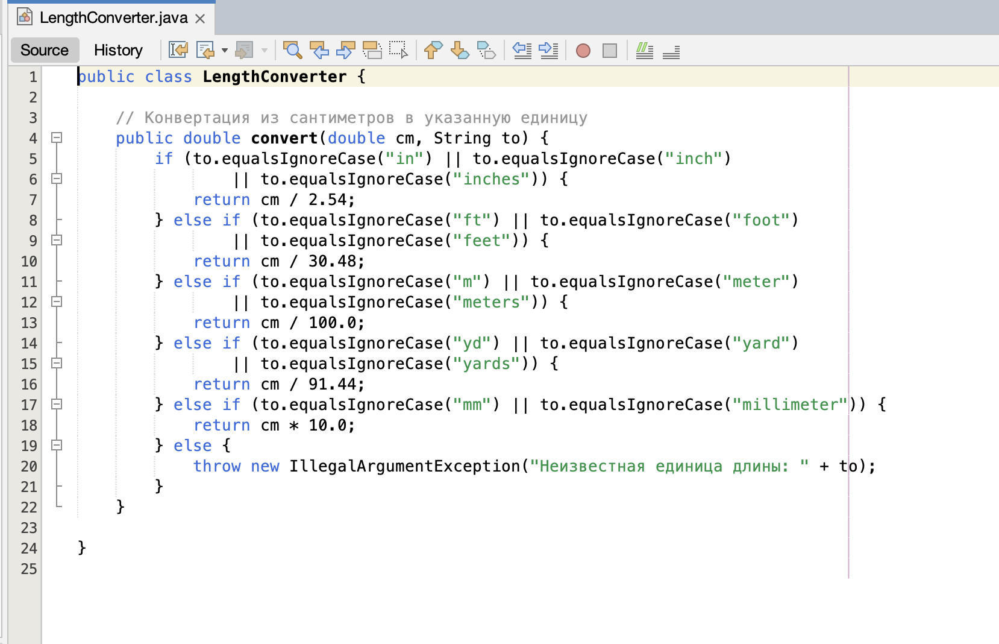 LengthConverter.java
Source History
1 public class LengthConverter {
2
3 // Конвертация из сантиметров в указанную единицу
4 public double convert(double cm, String to) {
5 if (to.equalsIgnoreCase("in") || to.equalsIgnoreCase("inch")
6 || to.equalsIgnoreCase("inches")) {
7 return cm / 2.54;
8 } else if (to.equalsIgnoreCase("ft") || to.equalsIgnoreCase("foot")
9 || to.equalsIgnoreCase("feet")) {
10 return cm / 30.48;
11 } else if (to.equalsIgnoreCase("m") || to.equalsIgnoreCase("meter")
12 || to.equalsIgnoreCase("meters")) {
13 return cm / 100.0;
14 } else if (to.equalsIgnoreCase("yd") || to.equalsIgnoreCase("yard")
15 || to.equalsIgnoreCase("yards")) {
16 return cm / 91.44;
17 } else if (to.equalsIgnoreCase("mm") || to.equalsIgnoreCase("millimeter")) {
18 return cm * 10.0;
19 } else {
20 throw new IllegalArgumentException("Неизвестная единица длины: " + to);
21 }
22 }
23
24 }
25